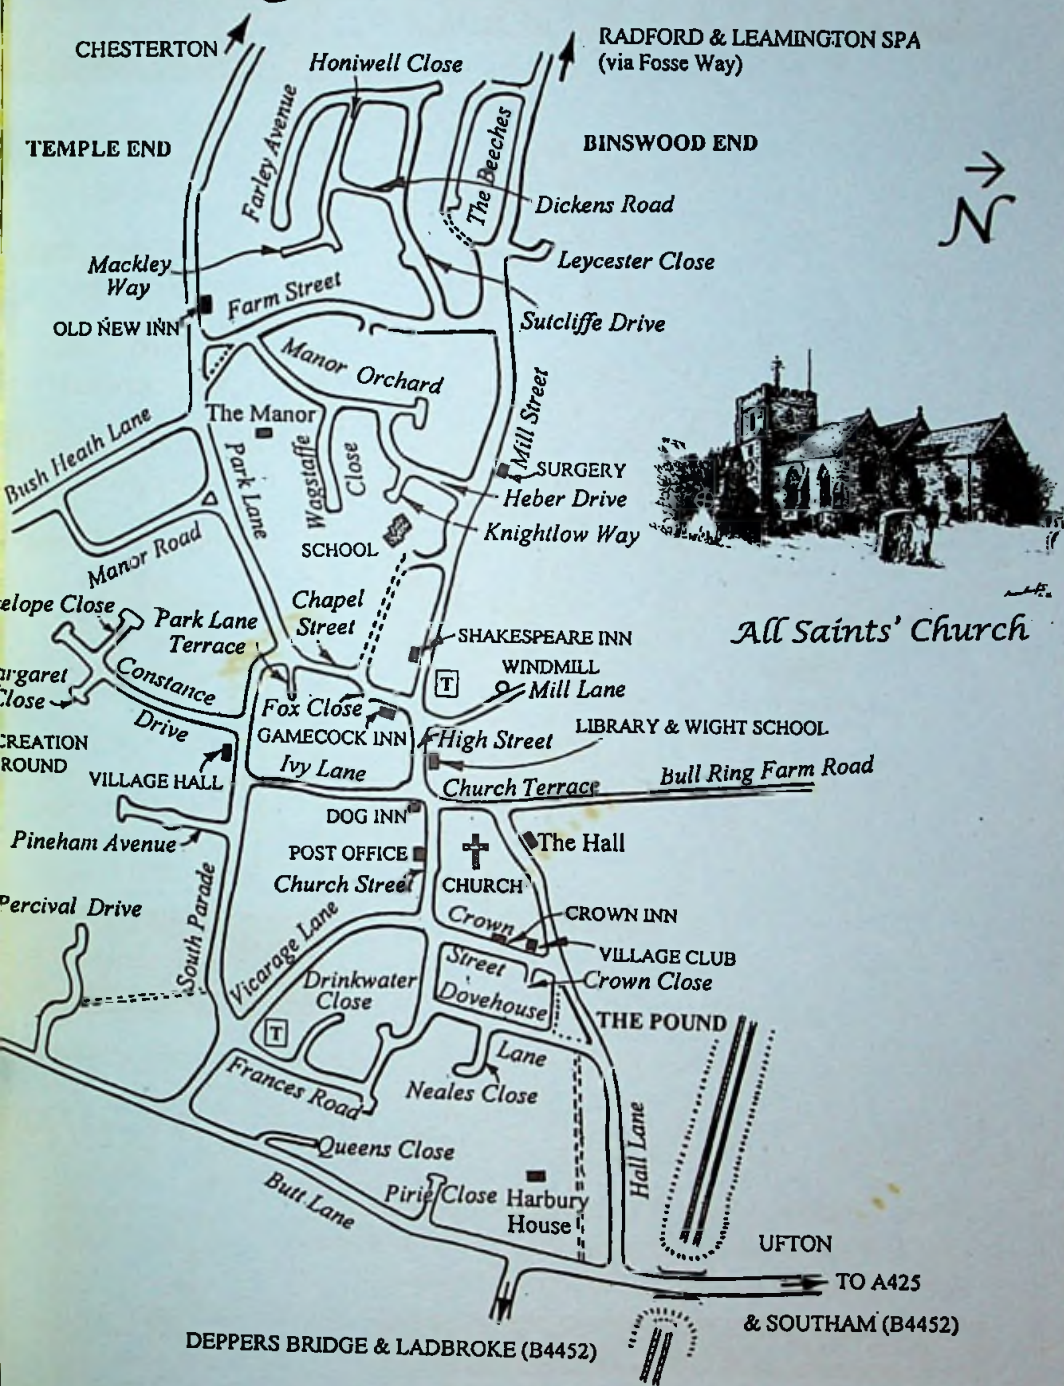 CHESTERTON
RADFORD & LEAMINGTON SPA
(via Fosse Way)
Honiwell Close
Farley Avenue
The Beeches
TEMPLE END
BINSWOOD END
N
Dickens Road
Mackley
Way
Leycester Close
Farm Street
OLD NEW INN
Sutcliffe Drive
Manor Orchard
Mill Street
The Manor
Bush Heath Lane
Park Lane
Wagstaffe
Close
SURGERY
Heber Drive
Knightlow Way
SCHOOL
Manor Road
elope Close
Park Lane
Terrace
Chapel
Street
SHAKESPEARE INN
All Saints' Church
WINDMILL
T
Mill Lane
argaret
Close
Constance
Drive
Fox Close
GAMECOCK INN
High Street
LIBRARY & WIGHT SCHOOL
CREATION
ROUND
VILLAGE HALL
Ivy Lane
Church Terrace
Bull Ring Farm Road
DOG INN
Pineham Avenue
POST OFFICE
The Hall
Church Street
CHURCH
Percival Drive
South Parade
Vicarage Lane
Crown
Street
CROWN INN
VILLAGE CLUB
Crown Close
Drinkwater
Close
Dovehouse
Lane
THE POUND
T
Frances Road
Neales Close
Queens Close
Hall Lane
Butt Lane
Pirie Close
Harbury
House
UFTON
TO A425
& SOUTHAM (B4452)
DEPPERS BRIDGE & LADBROKE (B4452)